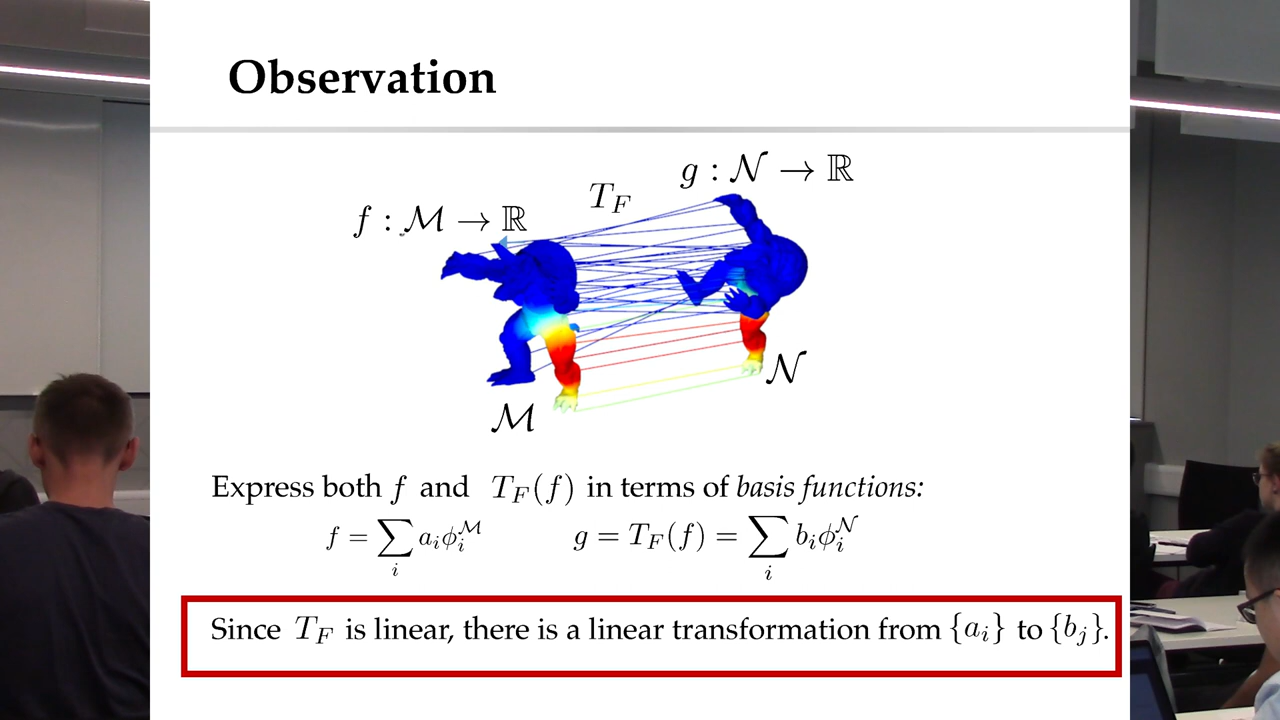 Observation
g : 𝒩 → ℝ
T_F
f : ℳ → ℝ
𝒩
ℳ
Express both f and T_F(f) in terms of basis functions:
f = ∑_i a_i ϕ_i^ℳ    g = T_F(f) = ∑_i b_i ϕ_i^𝒩
Since T_F is linear, there is a linear transformation from {a_i} to {b_j}.